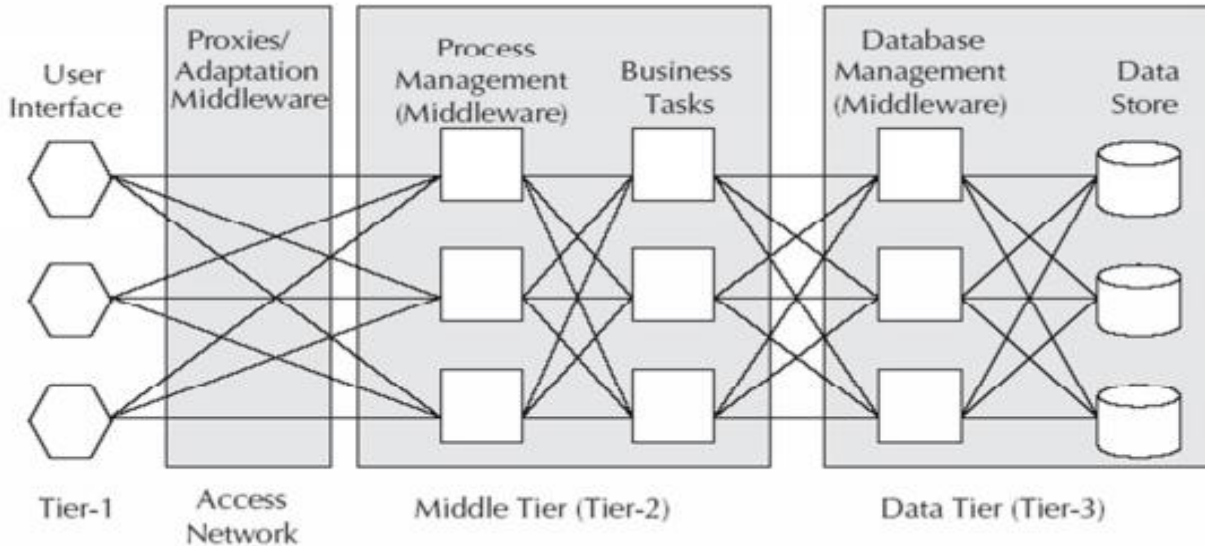 User
Interface
Proxies/
Adaptation
Middleware
Process
Management
(Middleware)
Business
Tasks
Database
Management
(Middleware)
Data
Store
Tier-1
Access
Network
Middle Tier (Tier-2)
Data Tier (Tier-3)